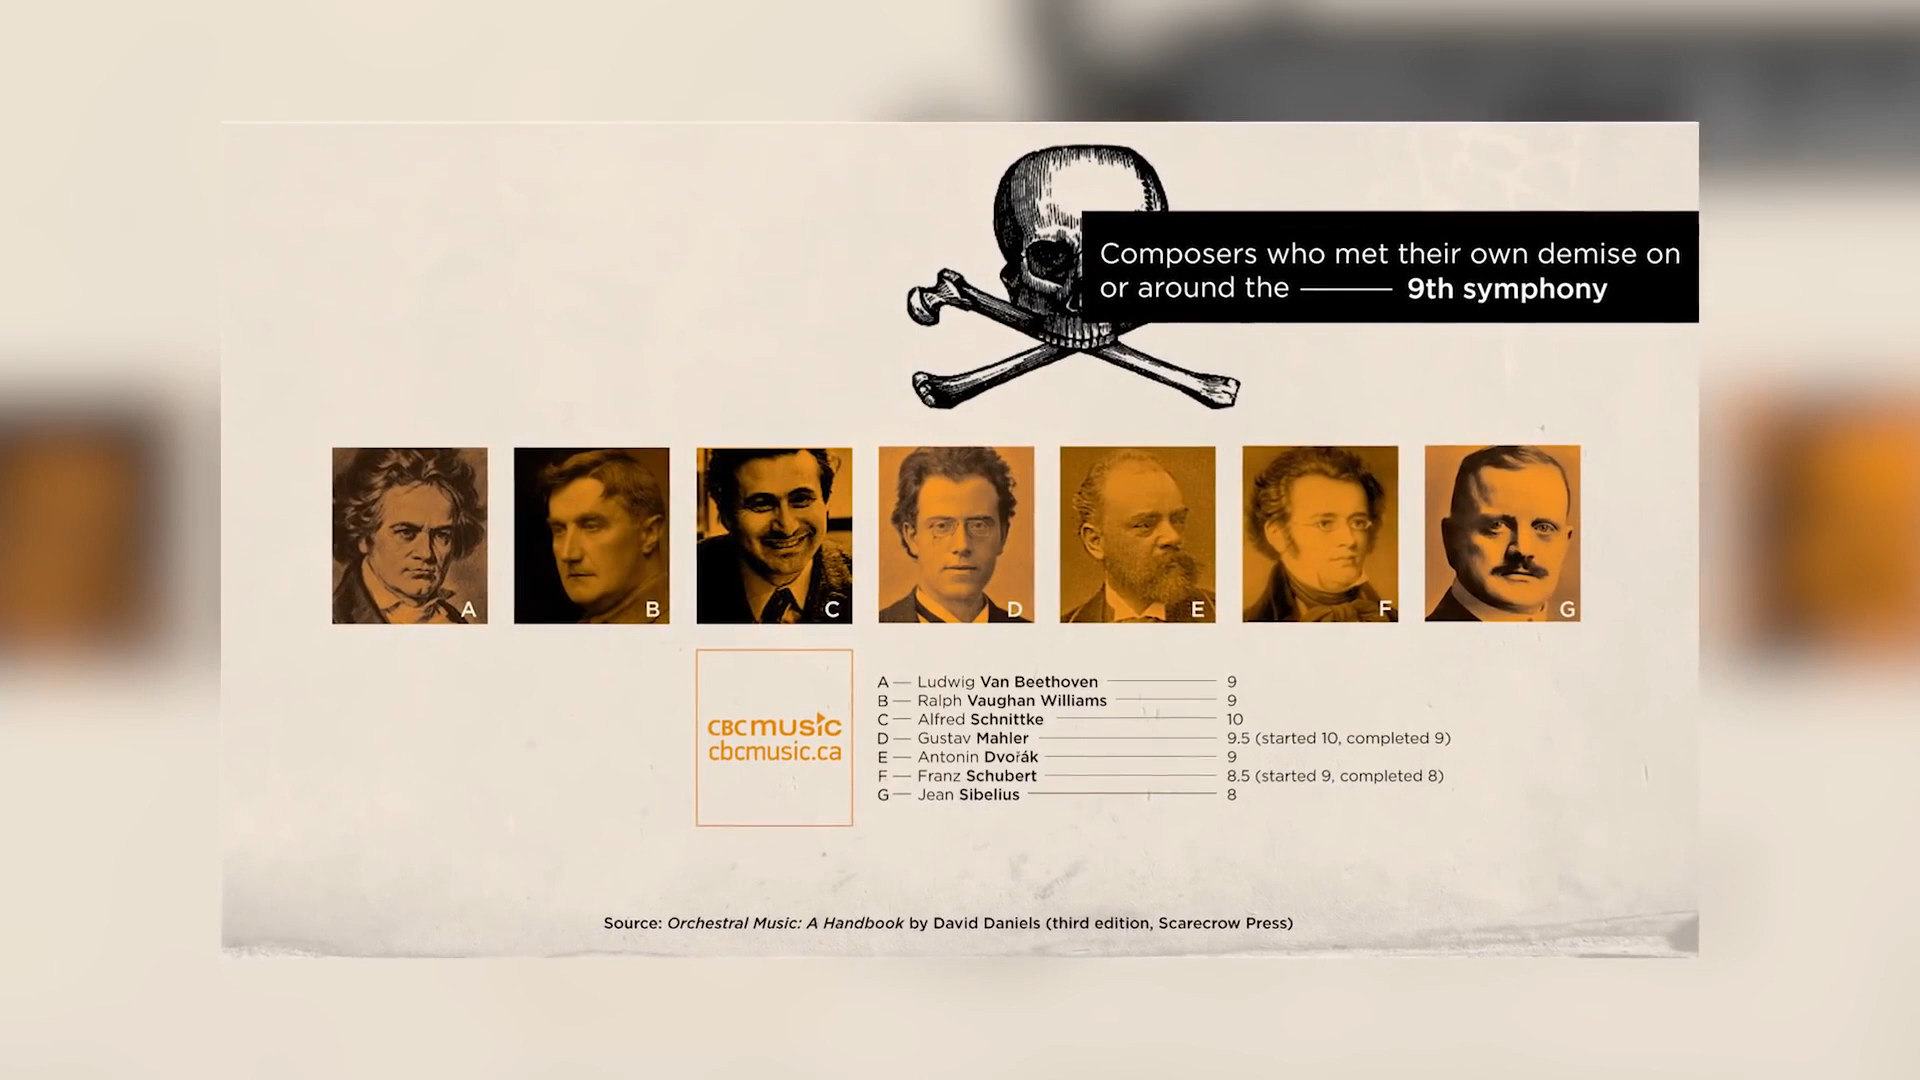 Composers who met their own demise on
or around the 9th symphony
A
B
C
D
E
F
G
CBC music
cbcmusic.ca
A — Ludwig Van Beethoven 9
B — Ralph Vaughan Williams 9
C — Alfred Schnittke 10
D — Gustav Mahler 9.5 (started 10, completed 9)
E — Antonin Dvořák 9
F — Franz Schubert 8.5 (started 9, completed 8)
G — Jean Sibelius 8
Source: Orchestral Music: A Handbook by David Daniels (third edition, Scarecrow Press)